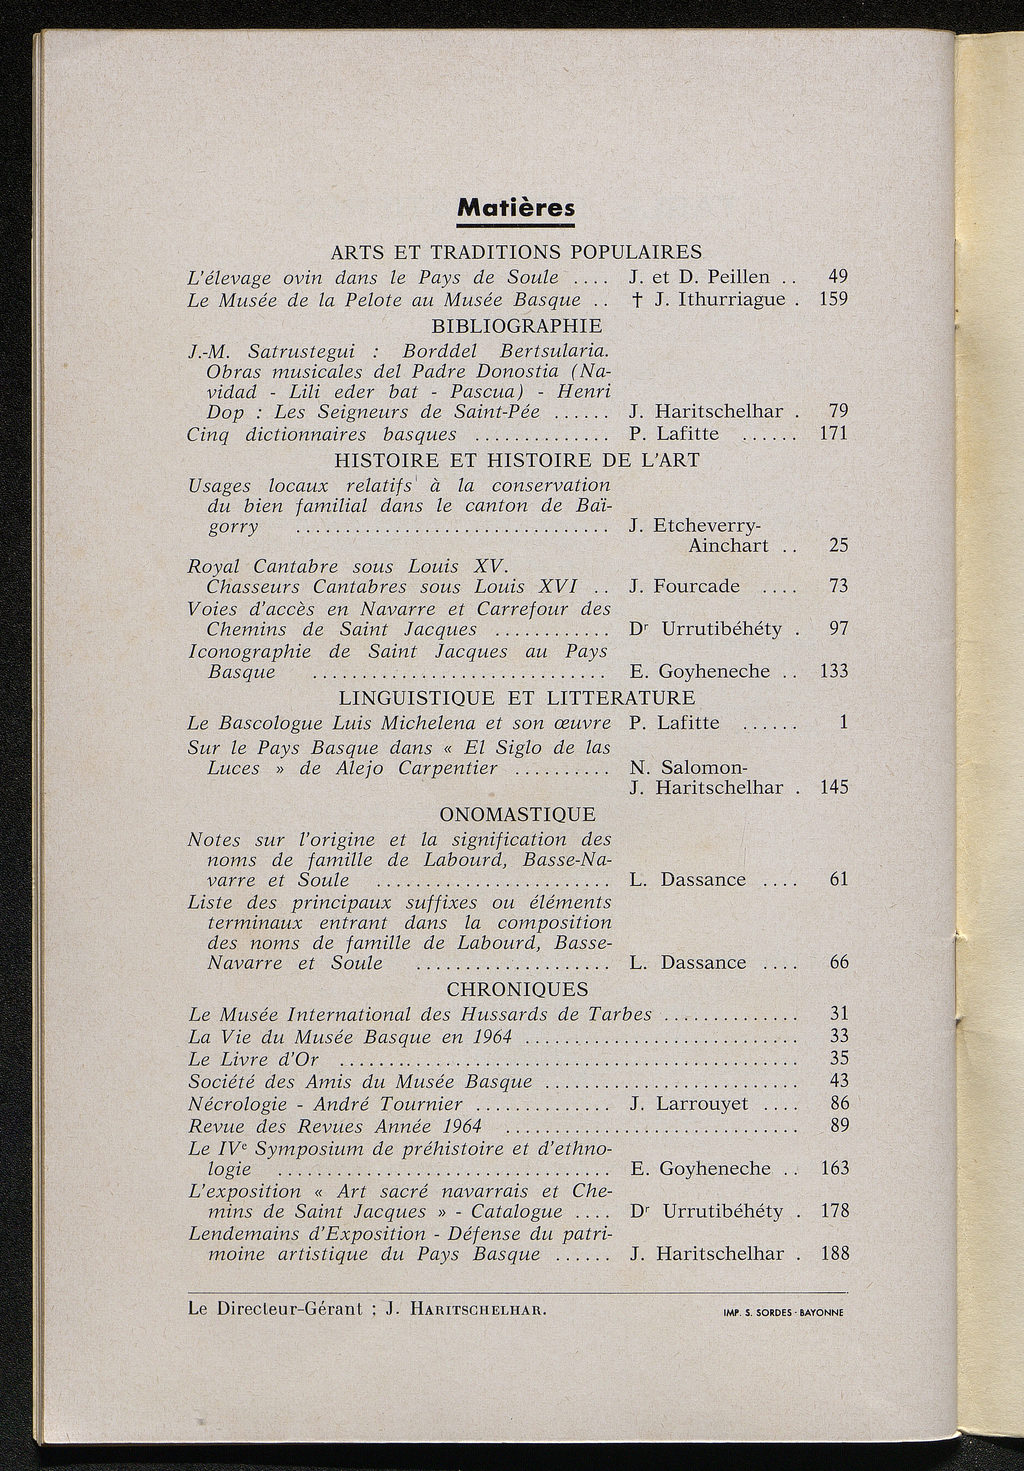 Matières
ARTS ET TRADITIONS POPULAIRES
L'élevage ovin dans le Pays de Soule .... J. et D. Peillen .. 49
Le Musée de la Pelote au Musée Basque .. † J. Ithurriague . 159
BIBLIOGRAPHIE
J.-M. Satrustegui : Borddel Bertsularia.
Obras musicales del Padre Donostia (Na-
vidad - Lili eder bat - Pascua) - Henri
Dop : Les Seigneurs de Saint-Pée ...... J. Haritschelhar . 79
Cinq dictionnaires basques .............. P. Lafitte ...... 171
HISTOIRE ET HISTOIRE DE L'ART
Usages locaux relatifs à la conservation
du bien familial dans le canton de Baï-
gorry ................................ J. Etcheverry-
Ainchart .. 25
Royal Cantabre sous Louis XV.
Chasseurs Cantabres sous Louis XVI .. J. Fourcade .... 73
Voies d'accès en Navarre et Carrefour des
Chemins de Saint Jacques ............ Dr Urrutibéhéty . 97
Iconographie de Saint Jacques au Pays
Basque .............................. E. Goyheneche .. 133
LINGUISTIQUE ET LITTERATURE
Le Bascologue Luis Michelena et son œuvre P. Lafitte ...... 1
Sur le Pays Basque dans « El Siglo de las
Luces » de Alejo Carpentier .......... N. Salomon-
J. Haritschelhar . 145
ONOMASTIQUE
Notes sur l'origine et la signification des
noms de famille de Labourd, Basse-Na-
varre et Soule ........................ L. Dassance .... 61
Liste des principaux suffixes ou éléments
terminaux entrant dans la composition
des noms de famille de Labourd, Basse-
Navarre et Soule .................... L. Dassance .... 66
CHRONIQUES
Le Musée International des Hussards de Tarbes .............. 31
La Vie du Musée Basque en 1964 ............................ 33
Le Livre d'Or ............................................... 35
Société des Amis du Musée Basque .......................... 43
Nécrologie - André Tournier .............. J. Larrouyet .... 86
Revue des Revues Année 1964 .............................. 89
Le IVe Symposium de préhistoire et d'ethno-
logie .................................. E. Goyheneche .. 163
L'exposition « Art sacré navarrais et Che-
mins de Saint Jacques » - Catalogue .... Dr Urrutibéhéty . 178
Lendemains d'Exposition - Défense du patri-
moine artistique du Pays Basque ...... J. Haritschelhar . 188
Le Directeur-Gérant : J. HARITSCHELHAR. IMP. S. SORDES - BAYONNE